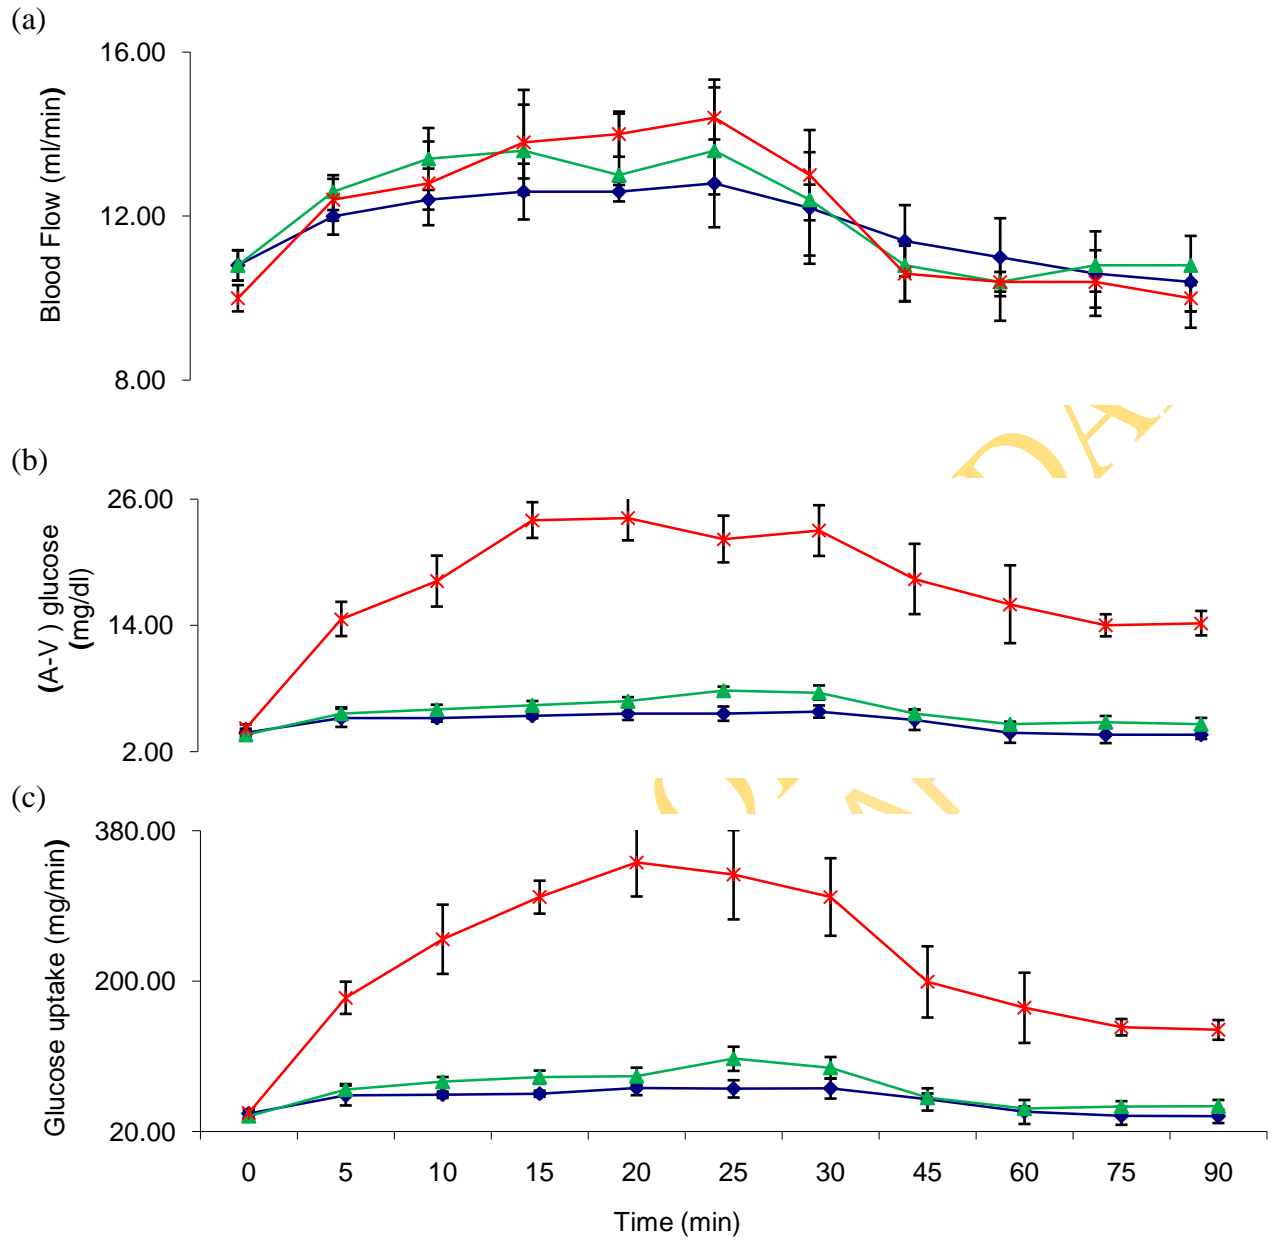 (a)
16.00
12.00
8.00
Blood Flow (ml/min)
(b)
26.00
14.00
2.00
(A-V ) glucose
(mg/dl)
(c)
380.00
200.00
20.00
Glucose uptake (mg/min)
0 5 10 15 20 25 30 45 60 75 90
Time (min)